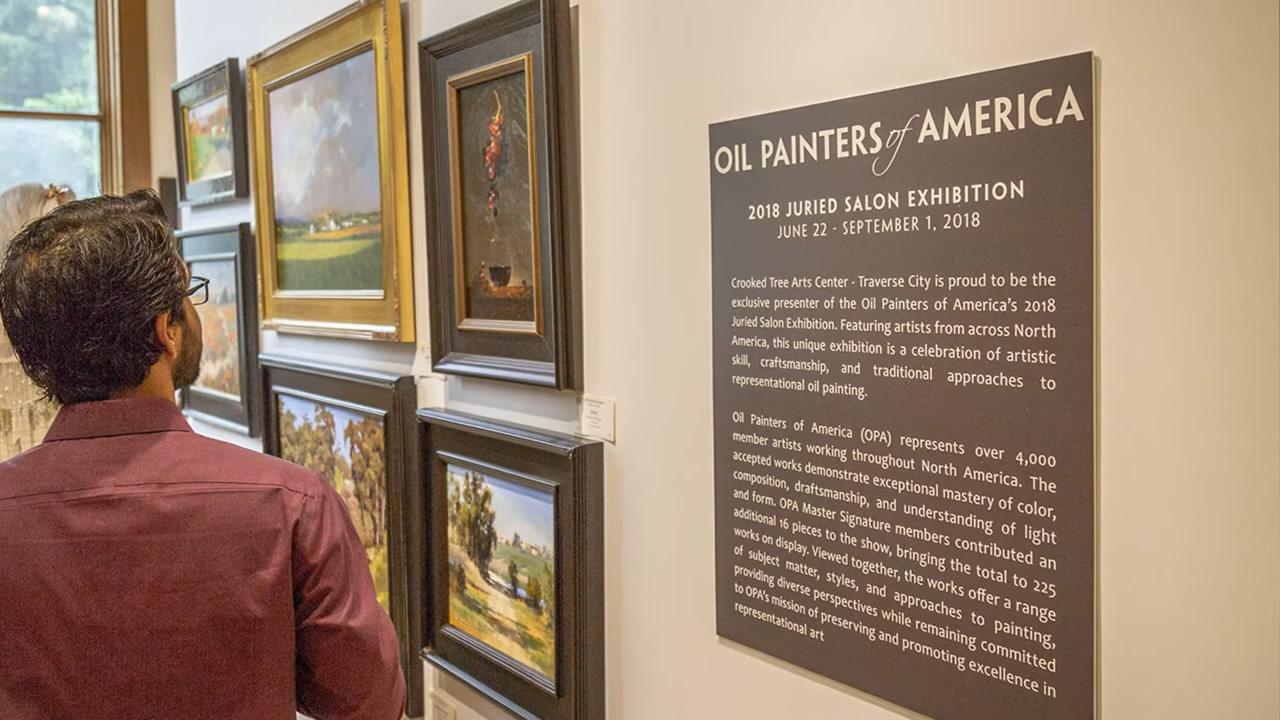 OIL PAINTERS of AMERICA
2018 JURIED SALON EXHIBITION
JUNE 22 - SEPTEMBER 1, 2018
Crooked Tree Arts Center - Traverse City is proud to be the
exclusive presenter of the Oil Painters of America's 2018
Juried Salon Exhibition. Featuring artists from across North
America, this unique exhibition is a celebration of artistic
skill, craftsmanship, and traditional approaches to
representational oil painting.
Oil Painters of America (OPA) represents over 4,000
member artists working throughout North America. The
accepted works demonstrate exceptional mastery of color,
composition, draftsmanship, and understanding of light
and form. OPA Master Signature members contributed an
additional 16 pieces to the show, bringing the total to 225
works on display. Viewed together, the works offer a range
of subject matter, styles, and approaches to painting,
providing diverse perspectives while remaining committed
to OPA's mission of preserving and promoting excellence in
representational art